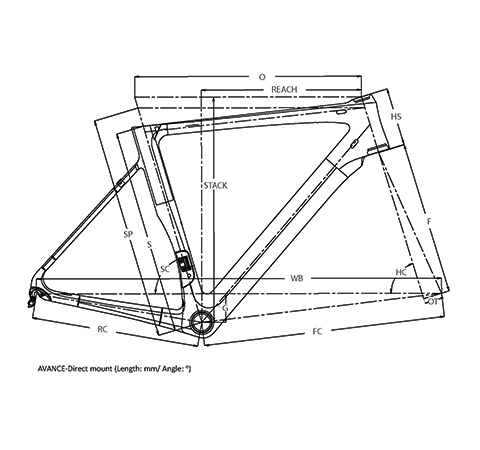 O
REACH
HS
STACK
F
SP
S
SC
HC
WB
OT
G
RC
FC
AVANCE-Direct mount (Length: mm/ Angle: º)